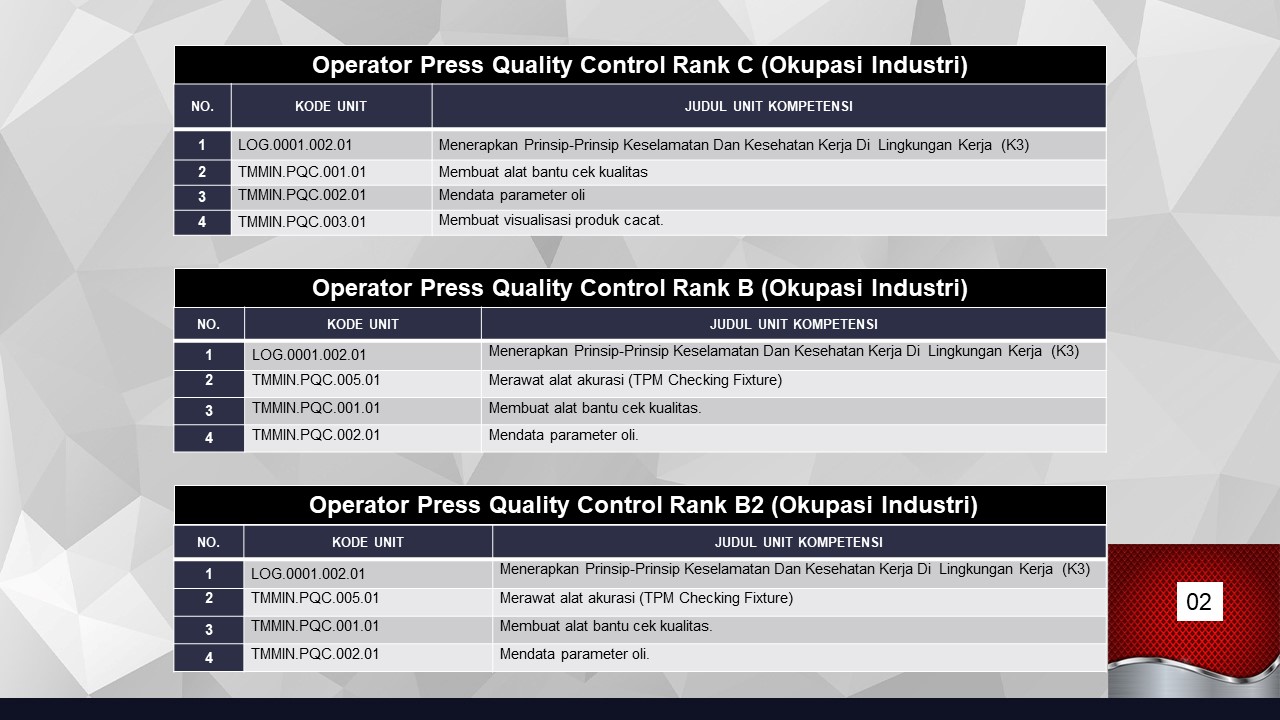 Operator Press Quality Control Rank C (Okupasi Industri)
NO. KODE UNIT JUDUL UNIT KOMPETENSI
1 LOG.0001.002.01 Menerapkan Prinsip-Prinsip Keselamatan Dan Kesehatan Kerja Di Lingkungan Kerja (K3)
2 TMMIN.PQC.001.01 Membuat alat bantu cek kualitas
3 TMMIN.PQC.002.01 Mendata parameter oli
4 TMMIN.PQC.003.01 Membuat visualisasi produk cacat.
Operator Press Quality Control Rank B (Okupasi Industri)
NO. KODE UNIT JUDUL UNIT KOMPETENSI
1 LOG.0001.002.01 Menerapkan Prinsip-Prinsip Keselamatan Dan Kesehatan Kerja Di Lingkungan Kerja (K3)
2 TMMIN.PQC.005.01 Merawat alat akurasi (TPM Checking Fixture)
3 TMMIN.PQC.001.01 Membuat alat bantu cek kualitas.
4 TMMIN.PQC.002.01 Mendata parameter oli.
Operator Press Quality Control Rank B2 (Okupasi Industri)
NO. KODE UNIT JUDUL UNIT KOMPETENSI
1 LOG.0001.002.01 Menerapkan Prinsip-Prinsip Keselamatan Dan Kesehatan Kerja Di Lingkungan Kerja (K3)
2 TMMIN.PQC.005.01 Merawat alat akurasi (TPM Checking Fixture)
3 TMMIN.PQC.001.01 Membuat alat bantu cek kualitas.
4 TMMIN.PQC.002.01 Mendata parameter oli.
02